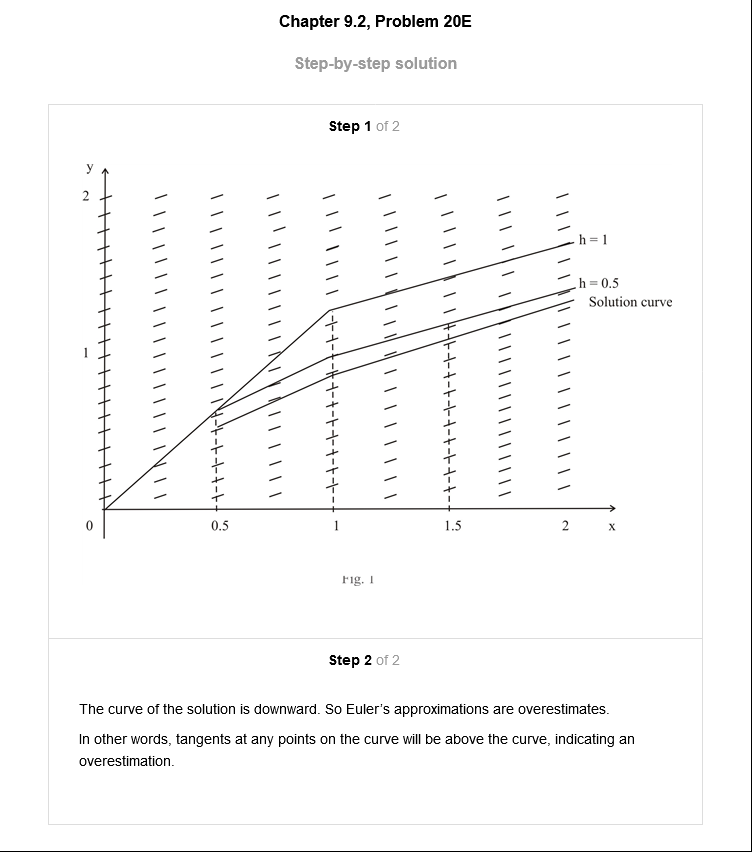 Chapter 9.2, Problem 20E
Step-by-step solution
Step 1 of 2
y
2
h = 1
h = 0.5
Solution curve
1
0
0.5
1
1.5
2
x
Fig. 1
Step 2 of 2
The curve of the solution is downward. So Euler’s approximations are overestimates.
In other words, tangents at any points on the curve will be above the curve, indicating an
overestimation.